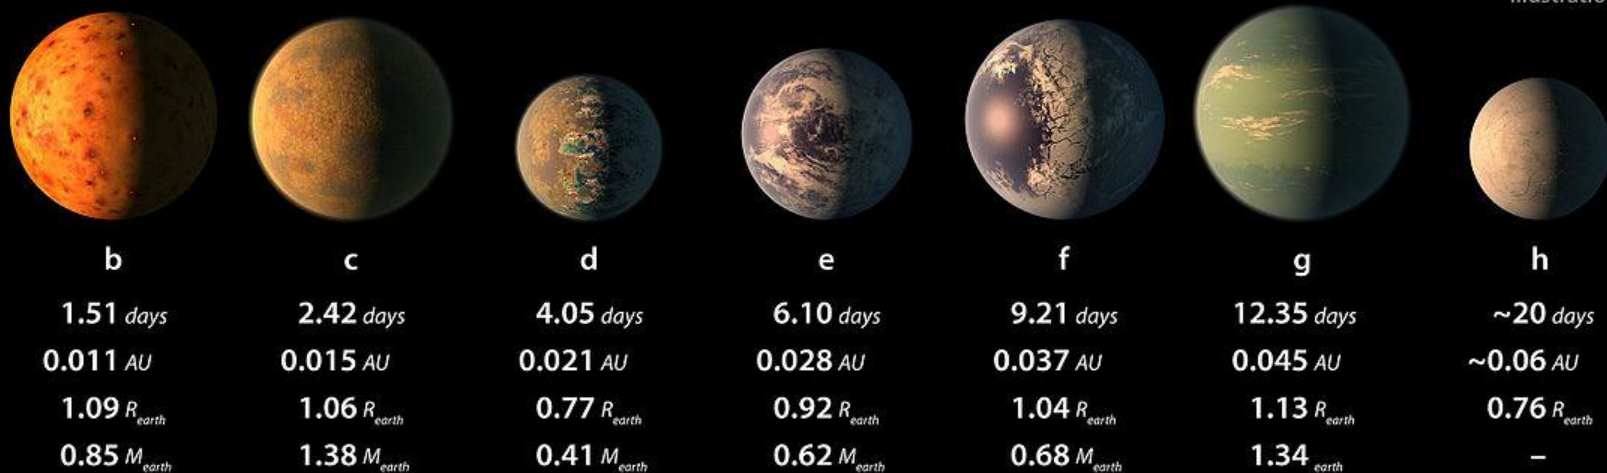 b c d e f g h
1.51 days 2.42 days 4.05 days 6.10 days 9.21 days 12.35 days ~20 days
0.011 AU 0.015 AU 0.021 AU 0.028 AU 0.037 AU 0.045 AU ~0.06 AU
1.09 Rearth 1.06 Rearth 0.77 Rearth 0.92 Rearth 1.04 Rearth 1.13 Rearth 0.76 Rearth
0.85 Mearth 1.38 Mearth 0.41 Mearth 0.62 Mearth 0.68 Mearth 1.34 earth –